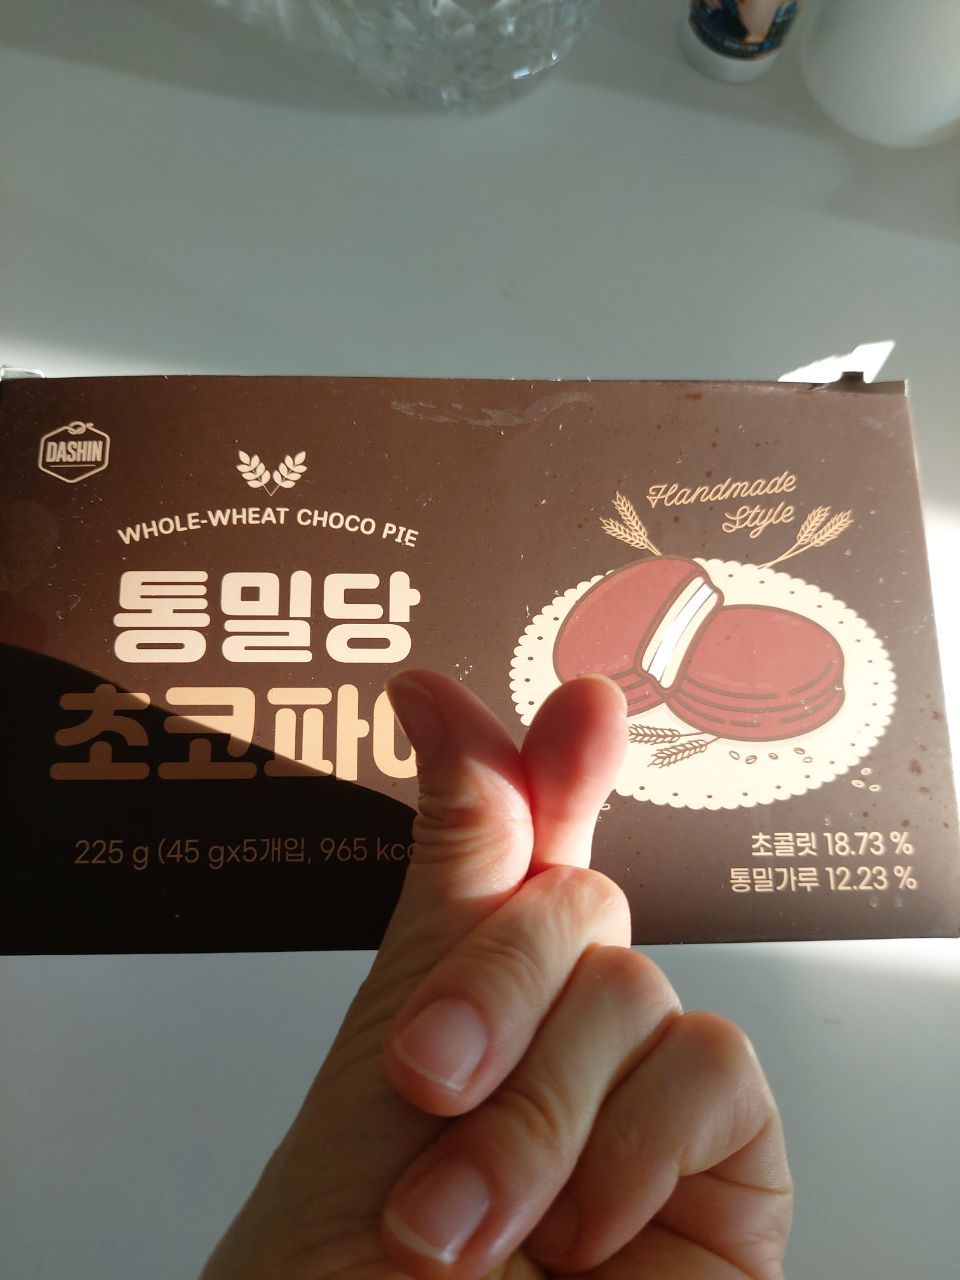 DASHIN
WHOLE-WHEAT CHOCO PIE
통밀당
초코파이
225 g (45 gx5개입, 965 kc
Handmade
Style
초콜릿 18.73 %
통밀가루 12.23 %